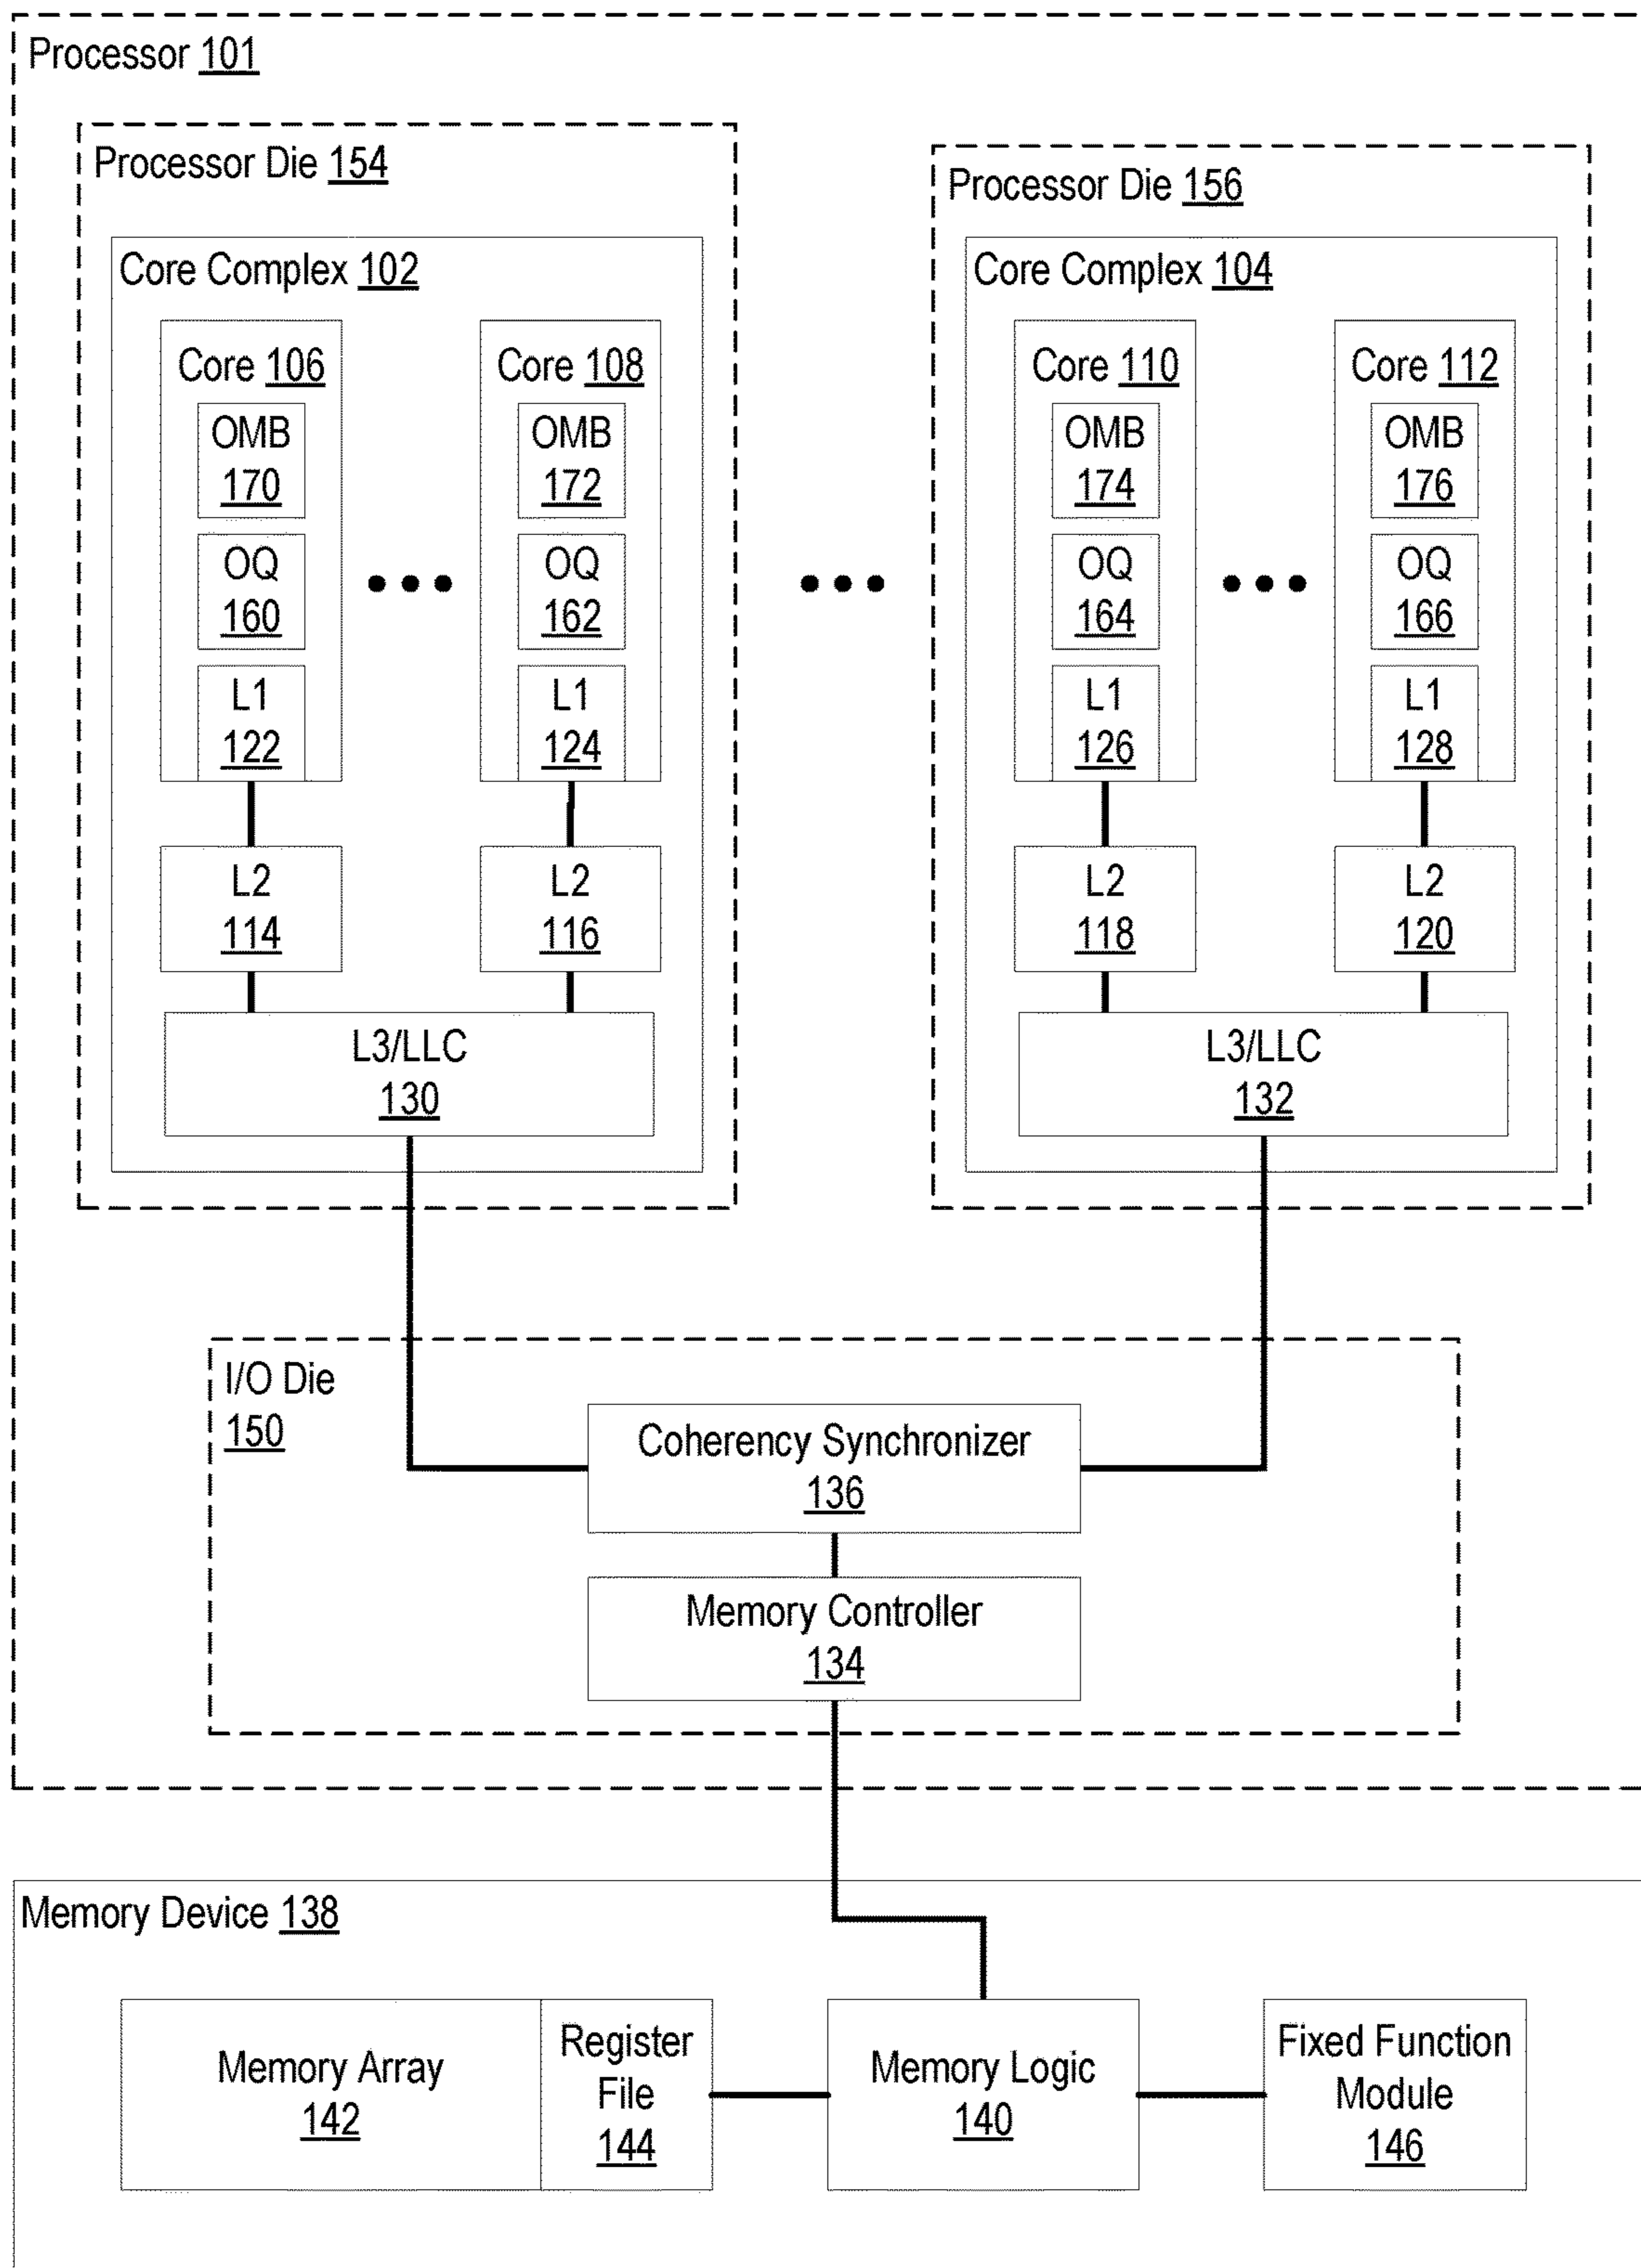 Processor 101
Processor Die 154
Core Complex 102
Core 106
OMB
170
OQ
160
L1
122
Core 108
OMB
172
OQ
162
L1
124
L2
114
L2
116
L3/LLC
130
Processor Die 156
Core Complex 104
Core 110
OMB
174
OQ
164
L1
126
Core 112
OMB
176
OQ
166
L1
128
L2
118
L2
120
L3/LLC
132
I/O Die
150
Coherency Synchronizer
136
Memory Controller
134
Memory Device 138
Memory Array
142
Register
File
144
Memory Logic
140
Fixed Function
Module
146